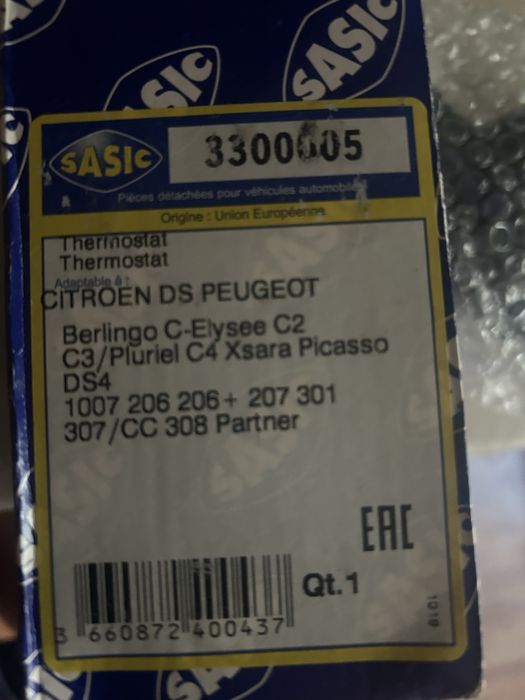 SASIC
SASIC
SASIC
3300005
Pièces détachées pour véhicules automobiles
Origine : Union Européenne
Thermostat
Thermostat
Adaptable à :
CITROEN DS PEUGEOT
Berlingo C-Elysee C2
C3/Pluriel C4 Xsara Picasso
DS4
1007 206 206+ 207 301
307/CC 308 Partner
EAC
Qt.1
3 660872 400437
1019